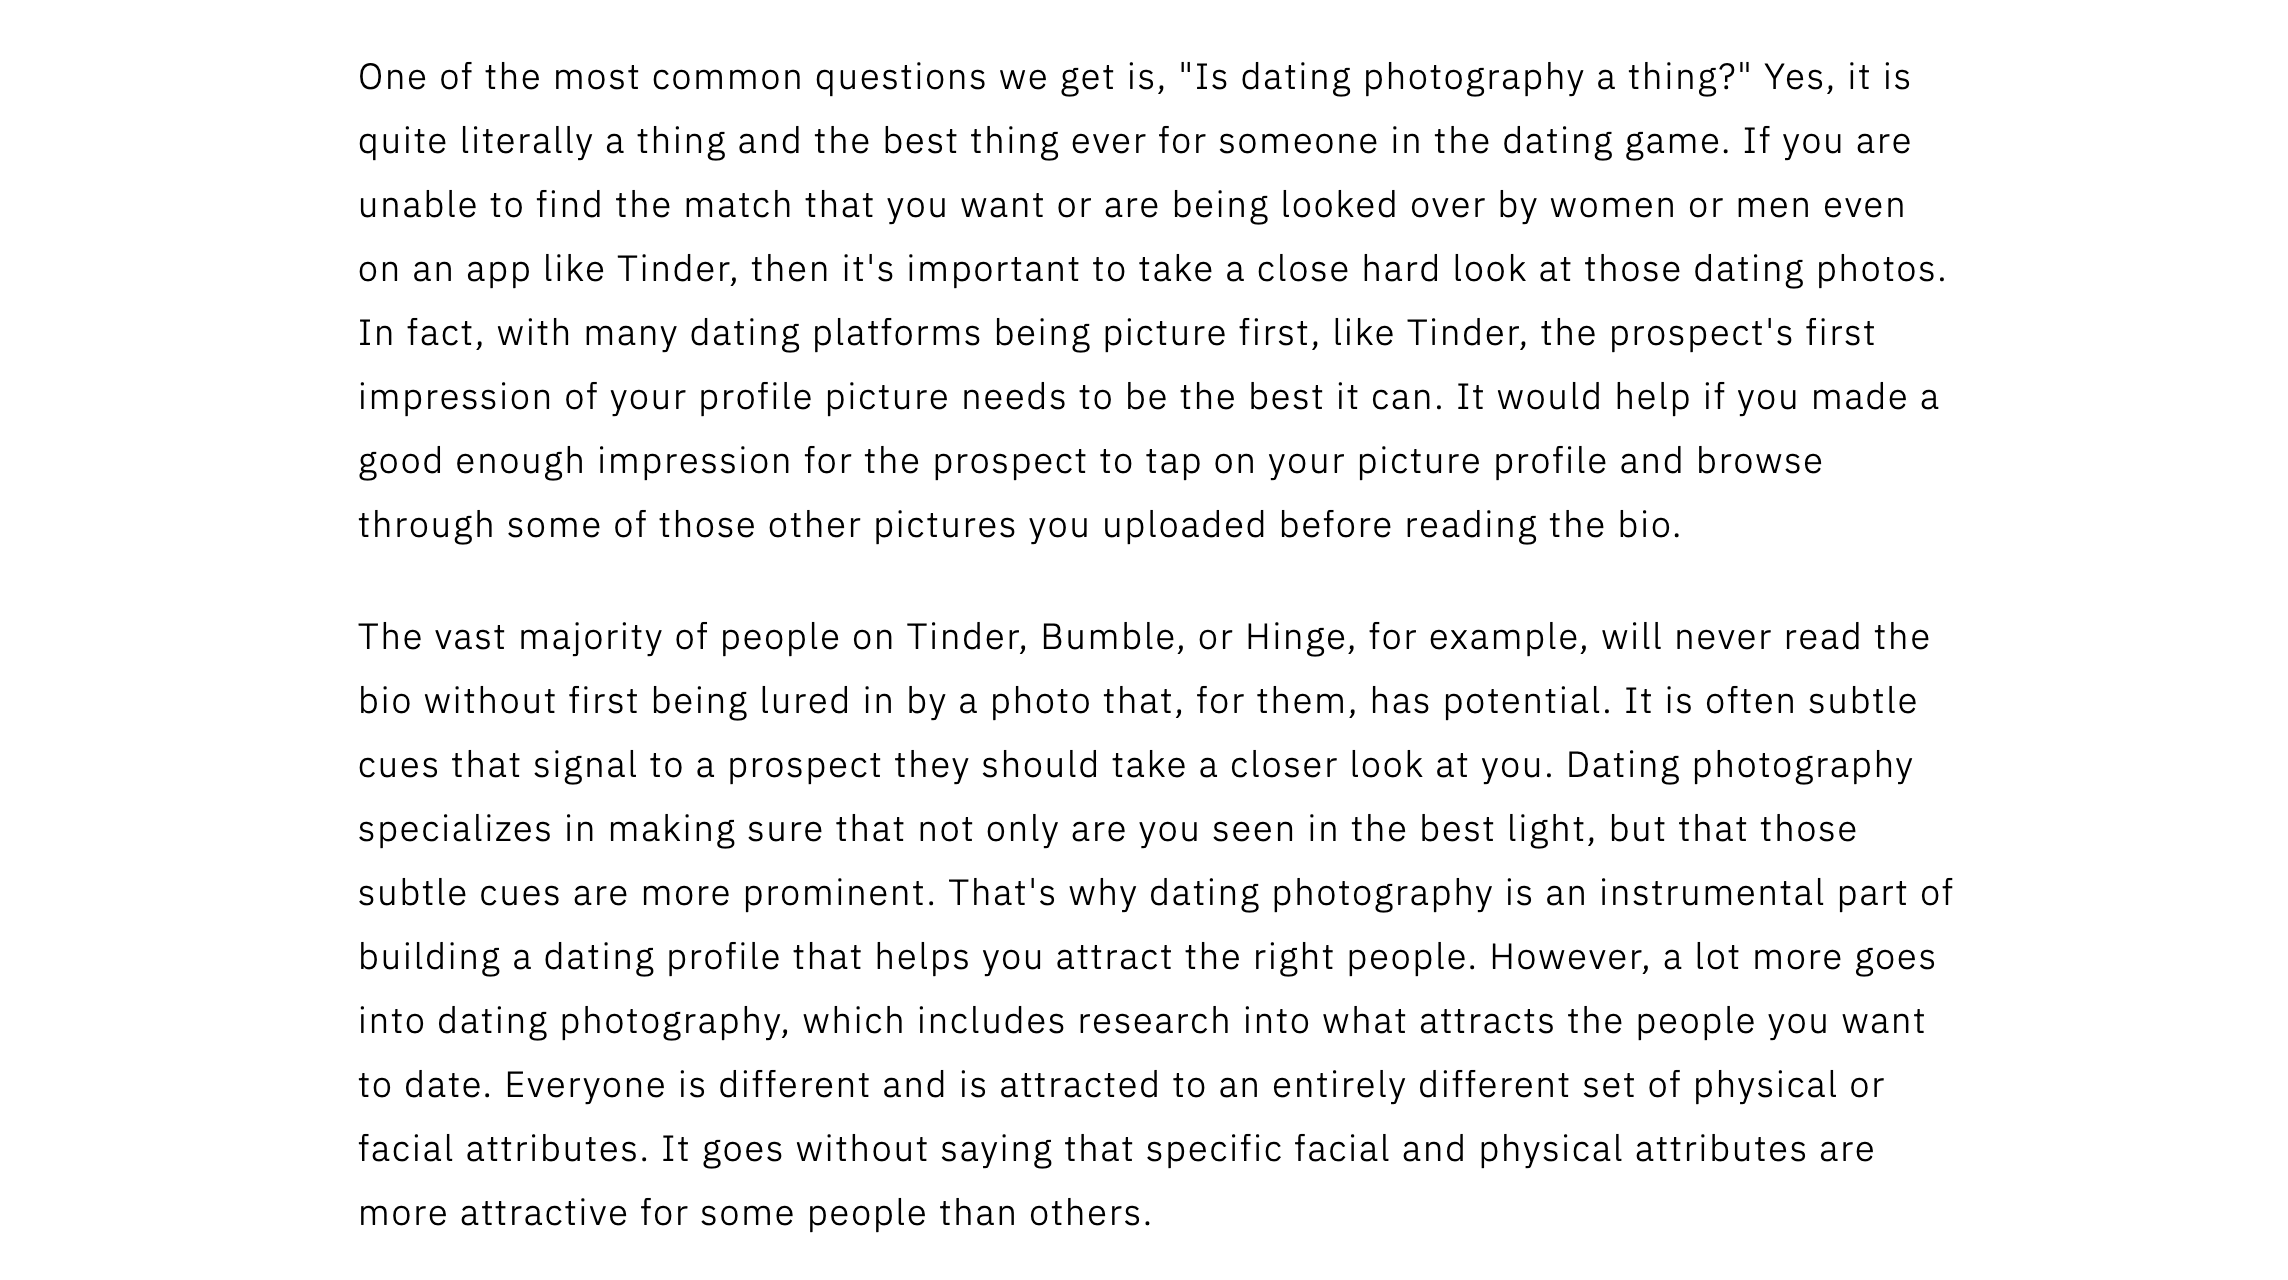 One of the most common questions we get is, "Is dating photography a thing?" Yes, it is
quite literally a thing and the best thing ever for someone in the dating game. If you are
unable to find the match that you want or are being looked over by women or men even
on an app like Tinder, then it's important to take a close hard look at those dating photos.
In fact, with many dating platforms being picture first, like Tinder, the prospect's first
impression of your profile picture needs to be the best it can. It would help if you made a
good enough impression for the prospect to tap on your picture profile and browse
through some of those other pictures you uploaded before reading the bio.
The vast majority of people on Tinder, Bumble, or Hinge, for example, will never read the
bio without first being lured in by a photo that, for them, has potential. It is often subtle
cues that signal to a prospect they should take a closer look at you. Dating photography
specializes in making sure that not only are you seen in the best light, but that those
subtle cues are more prominent. That's why dating photography is an instrumental part of
building a dating profile that helps you attract the right people. However, a lot more goes
into dating photography, which includes research into what attracts the people you want
to date. Everyone is different and is attracted to an entirely different set of physical or
facial attributes. It goes without saying that specific facial and physical attributes are
more attractive for some people than others.